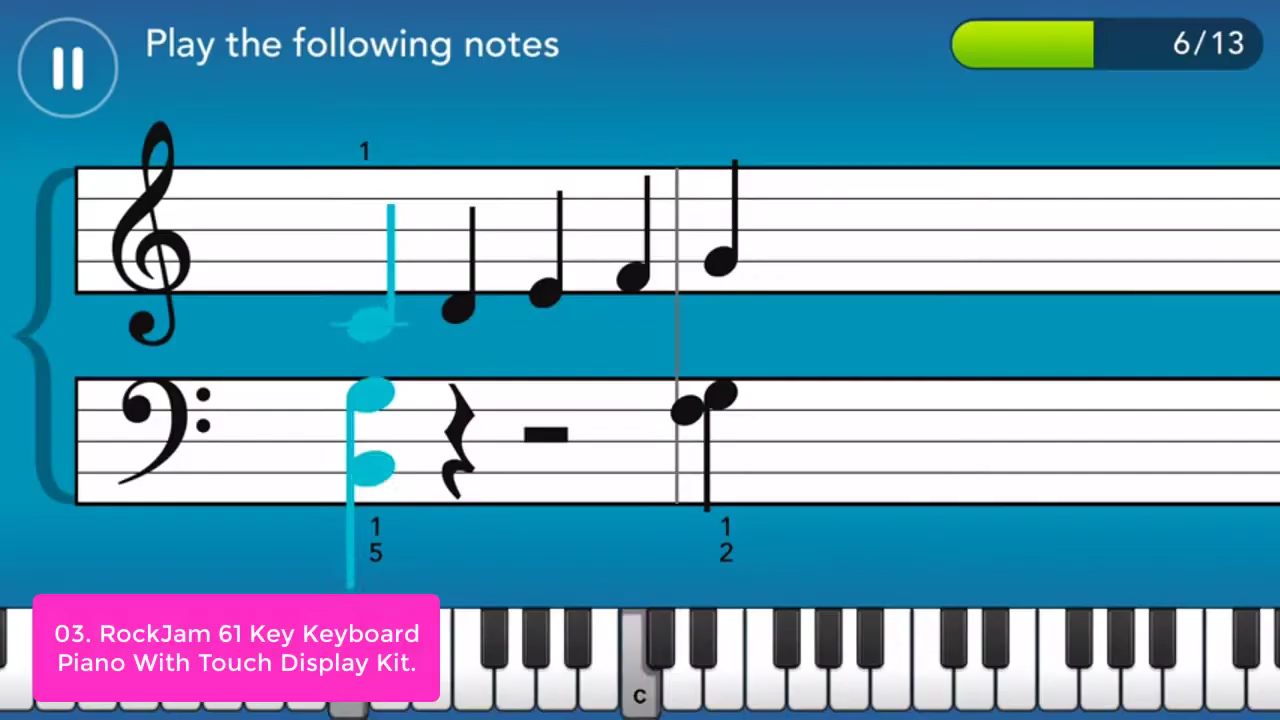 Play the following notes
6/13
1
1
5
1
2
03. RockJam 61 Key Keyboard
Piano With Touch Display Kit.
C